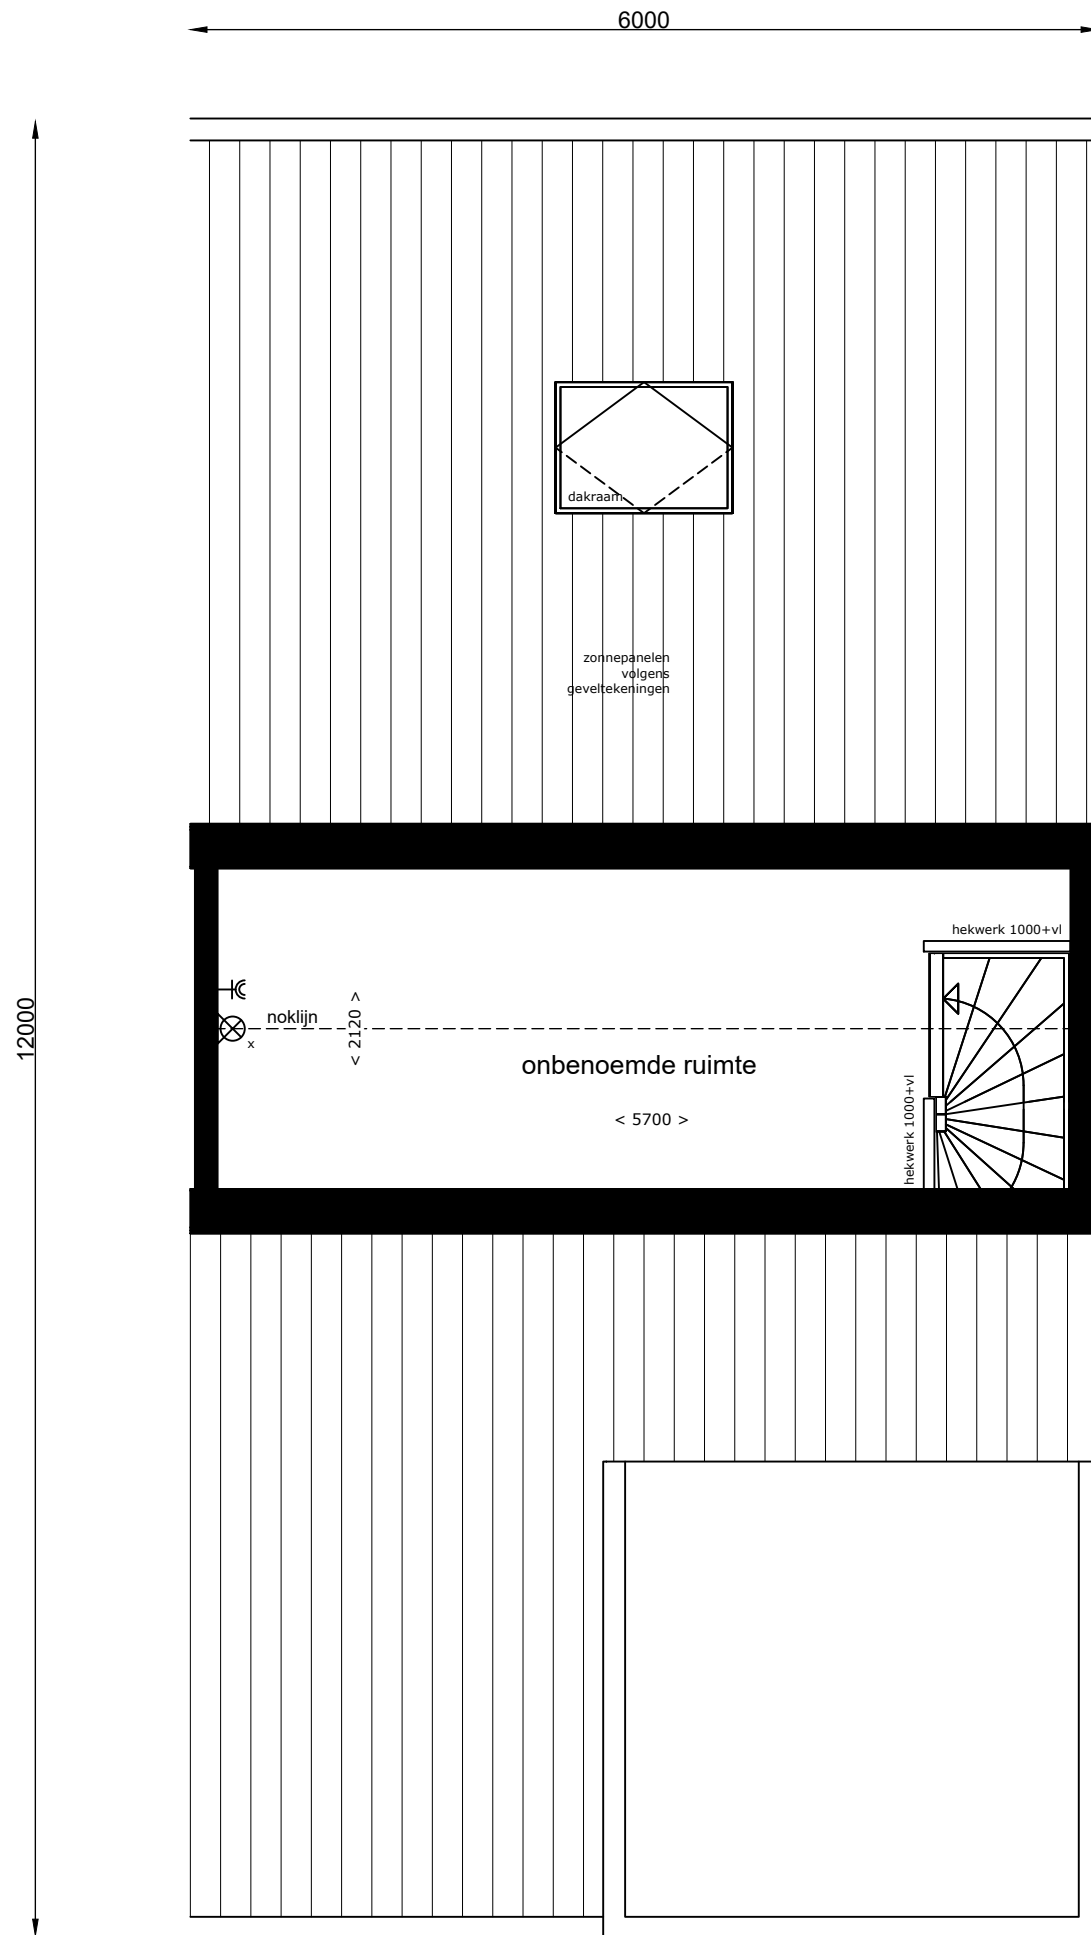 6000
dakraam
zonnepanelen
volgens
geveltekeningen
hekwerk 1000+vl
12000
noklijn
x
< 2120 >
onbenoemde ruimte
< 5700 >
hekwerk 1000+vl